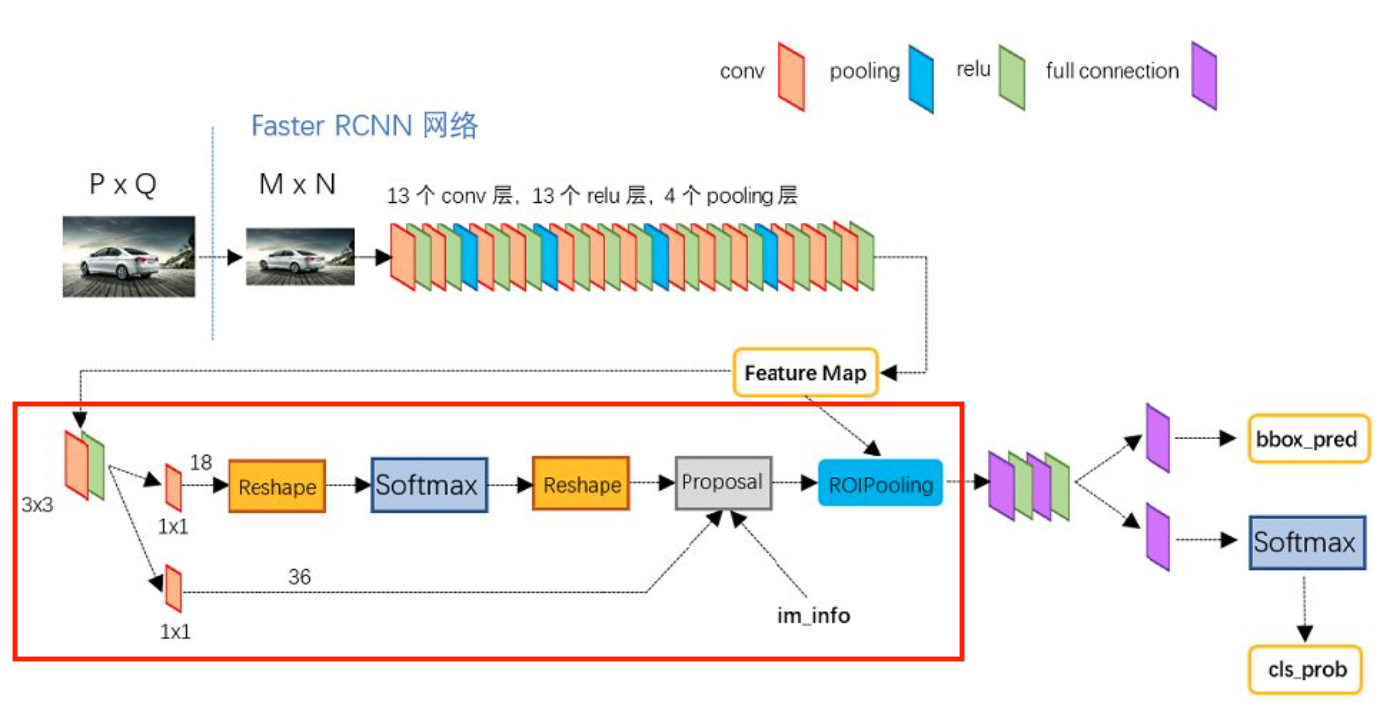 conv
pooling
relu
full connection
Faster RCNN 网络
P x Q
M x N
13 个 conv 层, 13 个 relu 层, 4 个 pooling 层
Feature Map
3x3
18
1x1
Reshape
Softmax
Reshape
Proposal
ROIPooling
bbox_pred
36
1x1
im_info
Softmax
cls_prob